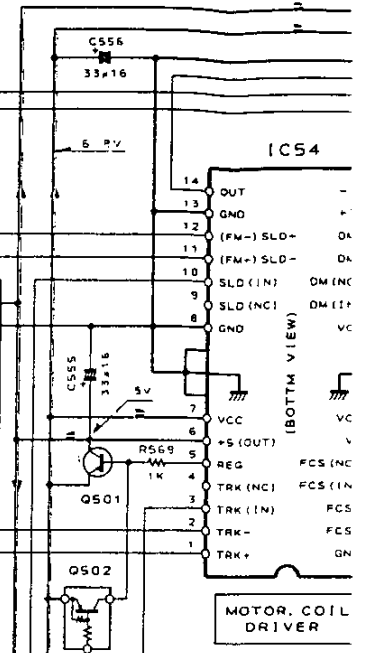 C556
33μ16
IC54
14 OUT
13 GND
12 (FM-) SLD+
11 (FM+) SLD-
10 SLD (IN) DM (NC
9 SLD (NC) DM (I+
8 GND VC
(BOTTM VIEW)
C555
33μ16
5V
7 VCC VC
6 +5 (OUT) V
R569
1K
5 REG FCS (NC
4 TRK (NC) FCS (IN
3 TRK (IN) FCS
2 TRK- FCS
1 TRK+ GN
Q501
Q502
MOTOR, COIL
DRIVER